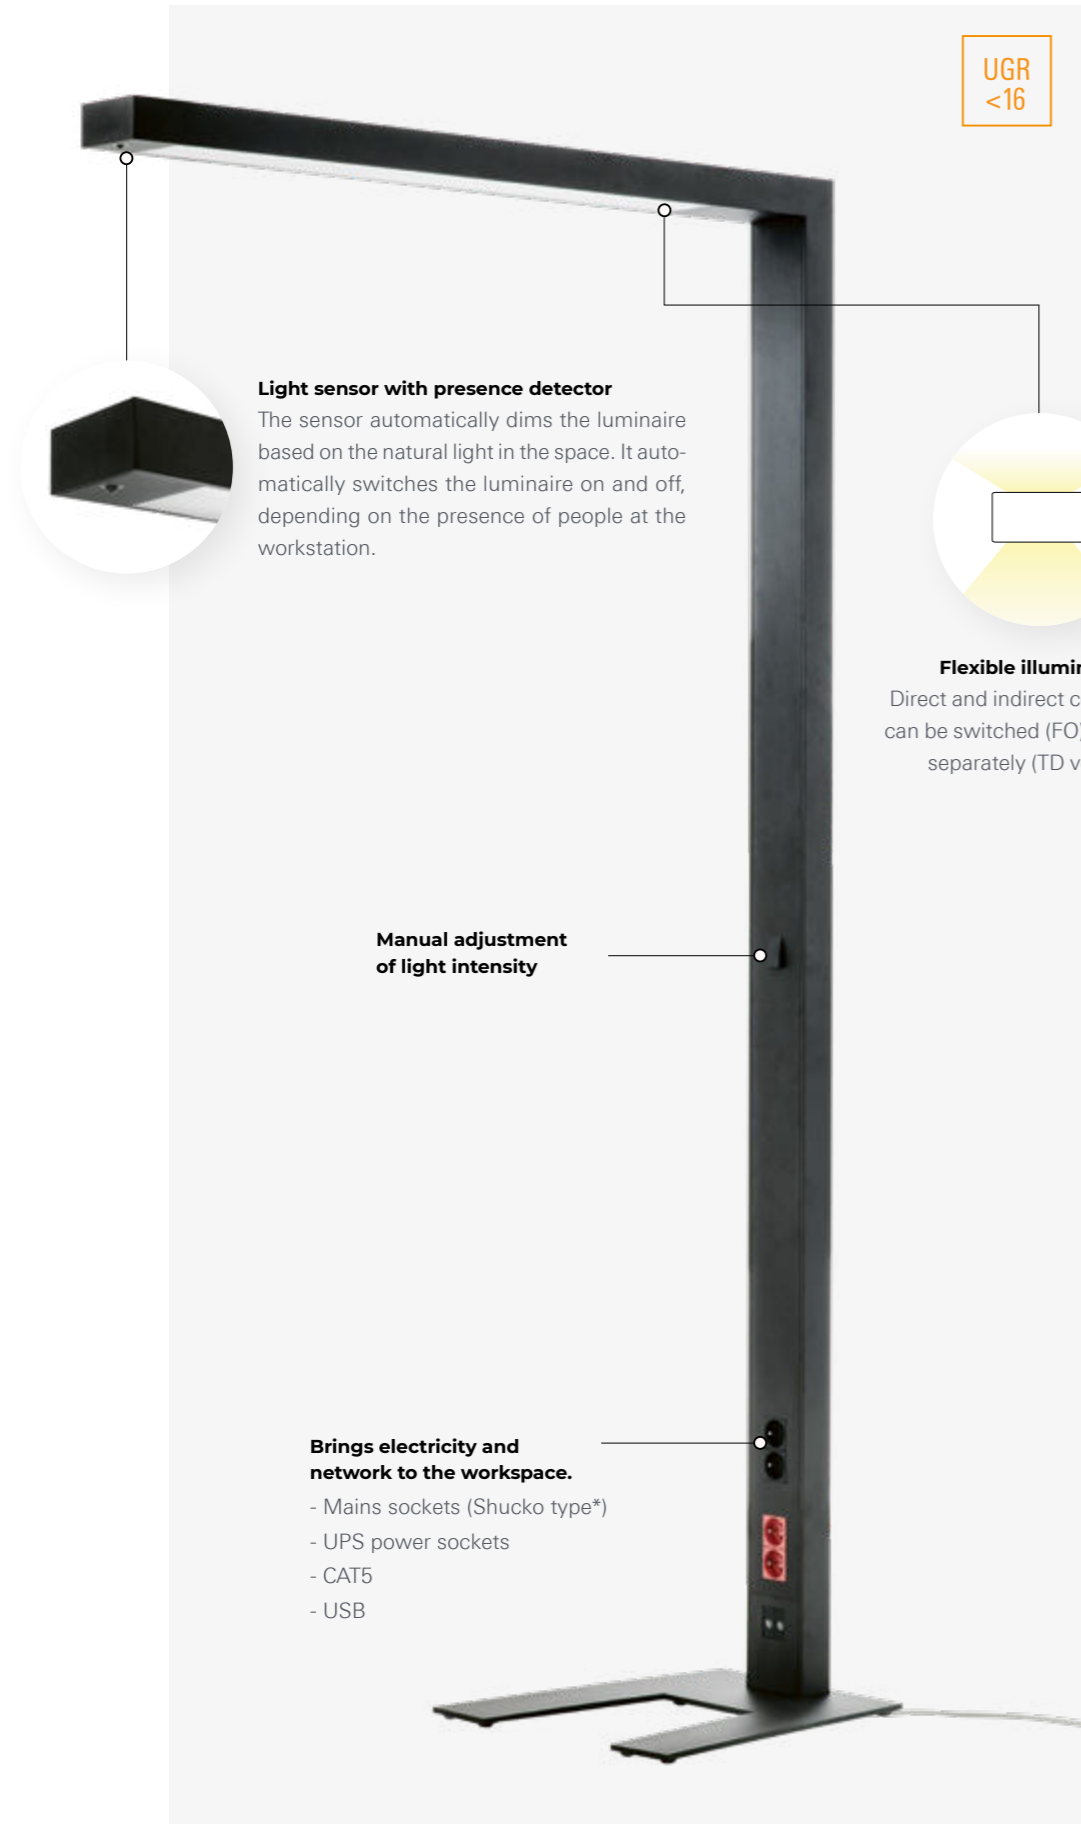 UGR
<16
Light sensor with presence detector
The sensor automatically dims the luminaire
based on the natural light in the space. It auto-
matically switches the luminaire on and off,
depending on the presence of people at the
workstation.
Flexible
Direct and indirect
can be switched (FO)
separately (TD
Manual adjustment
of light intensity
Brings electricity and
network to the workspace.
- Mains sockets (Shucko type*)
- UPS power sockets
- CAT5
- USB